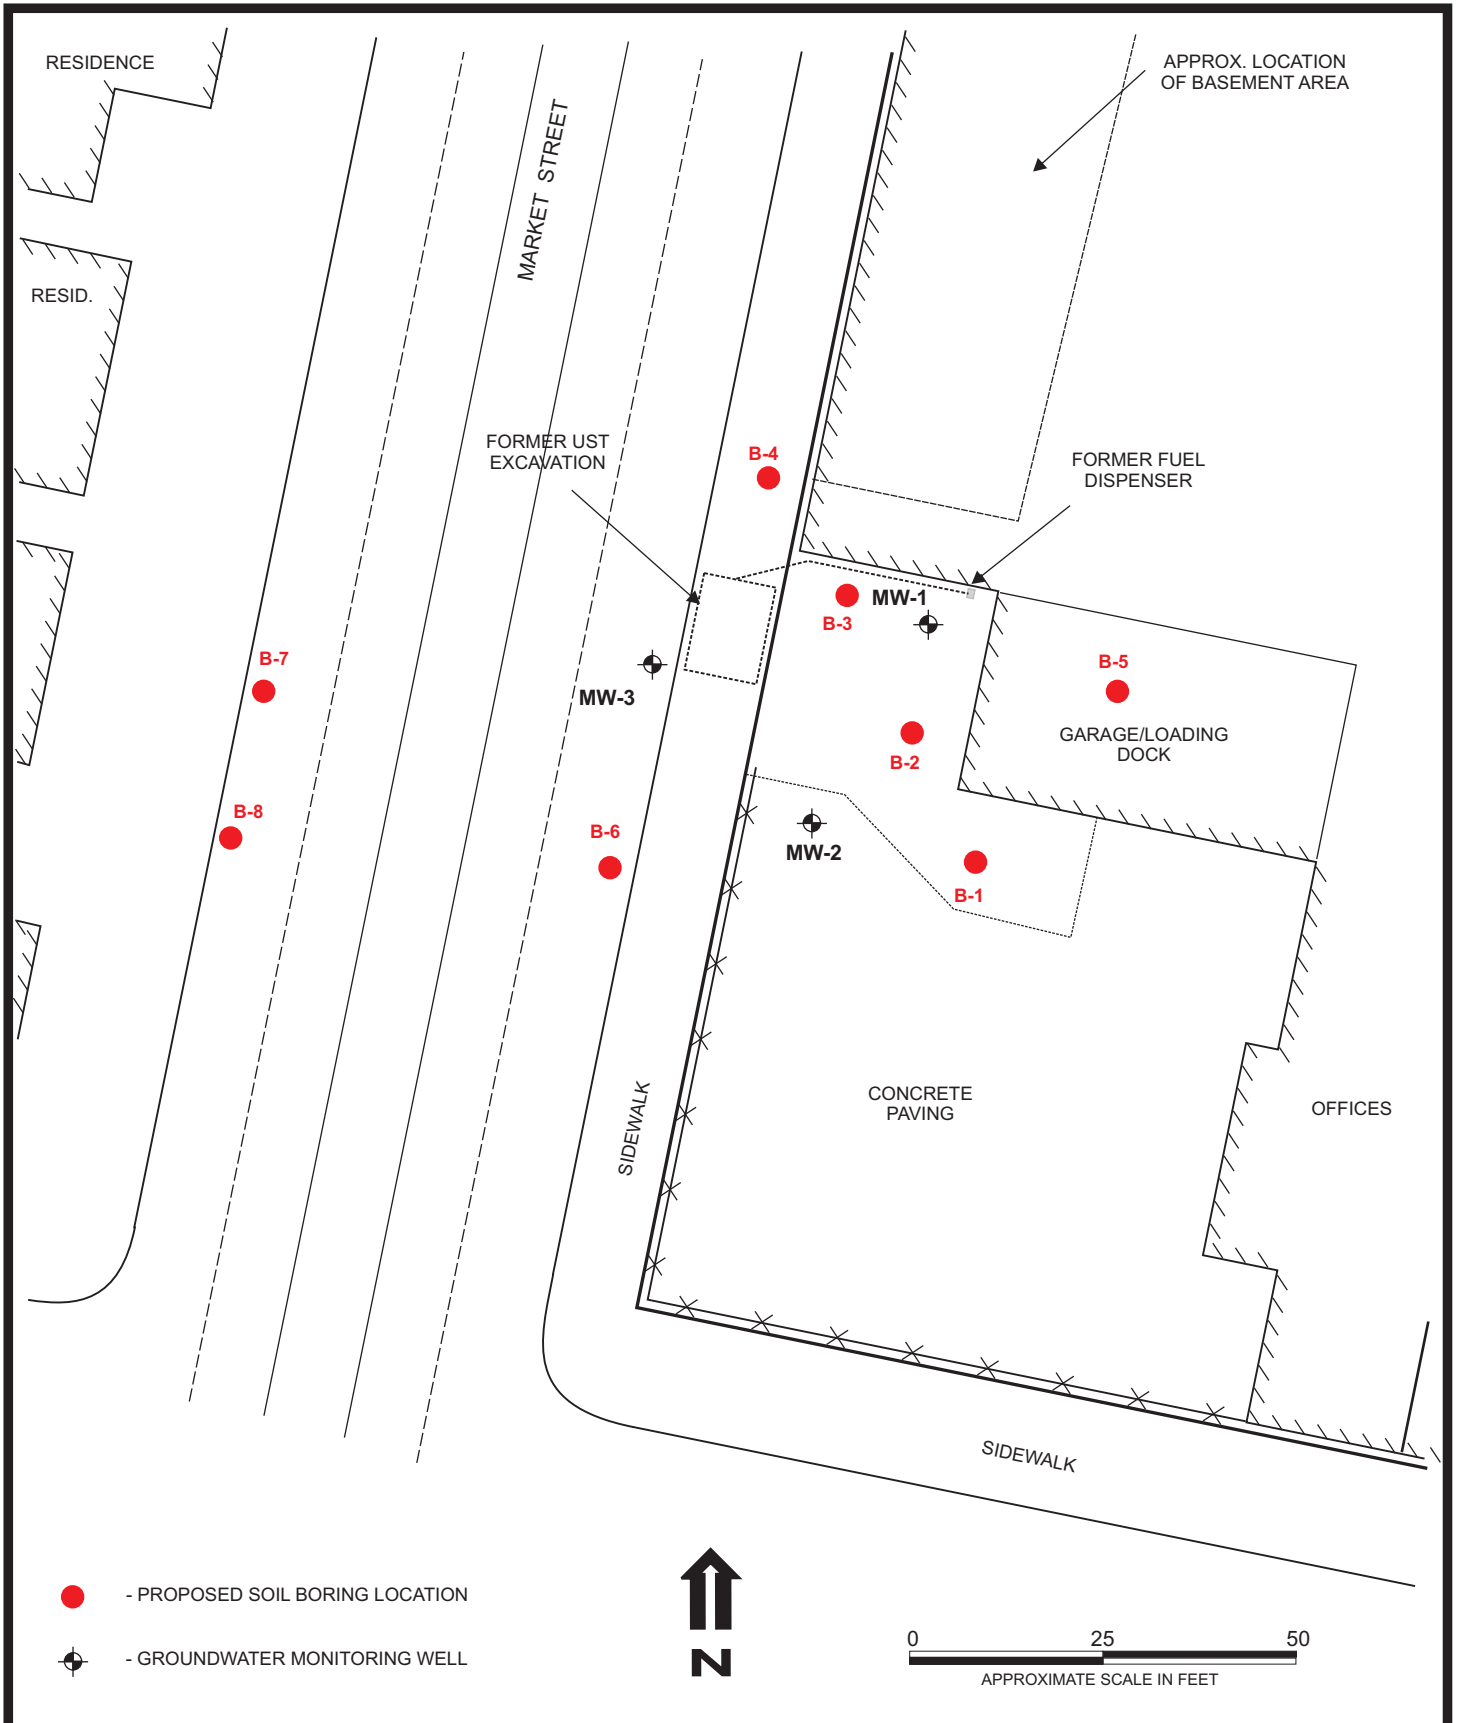 RESIDENCE
APPROX. LOCATION
OF BASEMENT AREA
MARKET STREET
RESID.
FORMER UST
EXCAVATION
B-4
FORMER FUEL
DISPENSER
MW-1
B-3
B-7
B-5
MW-3
GARAGE/LOADING
DOCK
B-2
B-8
B-6
MW-2
B-1
SIDEWALK
CONCRETE
PAVING
OFFICES
SIDEWALK
- PROPOSED SOIL BORING LOCATION
- GROUNDWATER MONITORING WELL
N
0 25 50
APPROXIMATE SCALE IN FEET